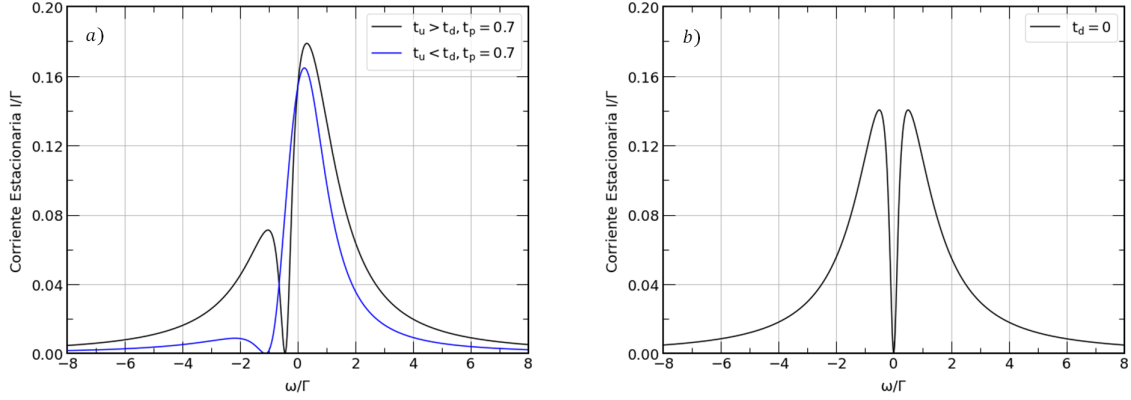 a)
t_u > t_d, t_p = 0.7
t_u < t_d, t_p = 0.7
Corriente Estacionaria I/Γ
0.20
0.16
0.12
0.08
0.04
0.00
−8 −6 −4 −2 0 2 4 6 8
ω/Γ
b)
t_d = 0
Corriente Estacionaria I/Γ
0.20
0.16
0.12
0.08
0.04
0.00
−8 −6 −4 −2 0 2 4 6 8
ω/Γ